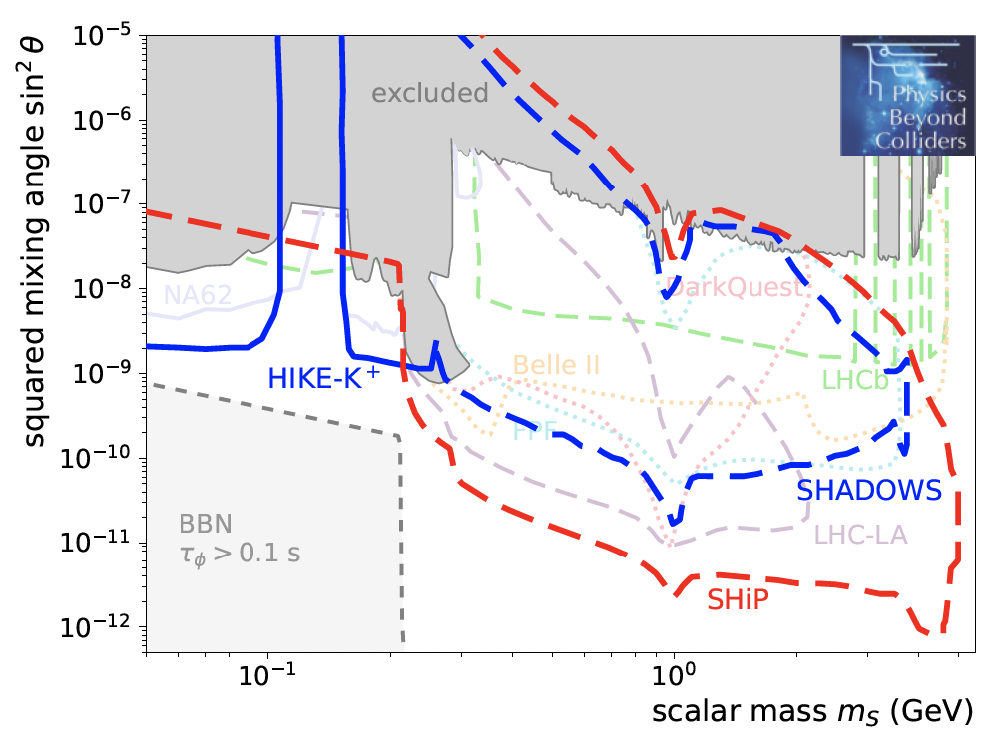 squared mixing angle sin² θ
10⁻⁵
10⁻⁶
10⁻⁷
10⁻⁸
10⁻⁹
10⁻¹⁰
10⁻¹¹
10⁻¹²
excluded
Physics
Beyond
Colliders
NA62
DarkQuest
HIKE-K⁺
Belle II
LHCb
FPF
SHADOWS
BBN
τ_ϕ > 0.1 s
LHC-LA
SHiP
10⁻¹
10⁰
scalar mass m_S (GeV)